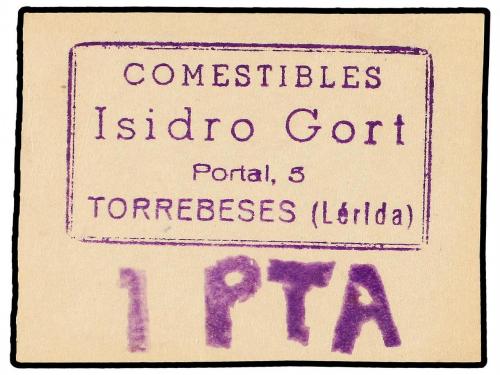 COMESTIBLES
Isidro Gort
Portal, 5
TORREBESES (Lérida)
1 PTA